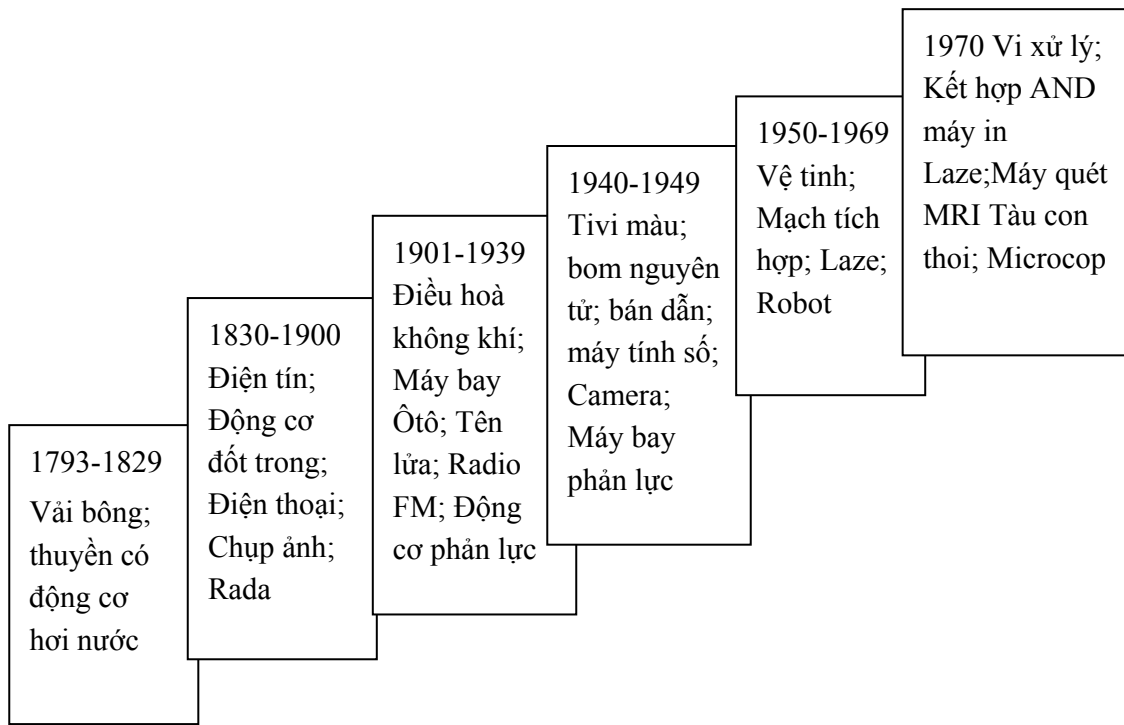 1793-1829
Vải bông;
thuyền có
động cơ
hơi nước
1830-1900
Điện tín;
Động cơ
đốt trong;
Điện thoại;
Chụp ảnh;
Rada
1901-1939
Điều hoà
không khí;
Máy bay
Ôtô; Tên
lửa; Radio
FM; Động
cơ phản lực
1940-1949
Tivi màu;
bom nguyên
tử; bán dẫn;
máy tính số;
Camera;
Máy bay
phản lực
1950-1969
Vệ tinh;
Mạch tích
hợp; Laze;
Robot
1970 Vi xử lý;
Kết hợp AND
máy in
Laze;Máy quét
MRI Tàu con
thoi; Microcop